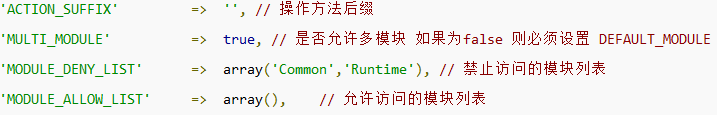 'ACTION_SUFFIX' => '', // 操作方法后缀
'MULTI_MODULE' => true, // 是否允许多模块 如果为false 则必须设置 DEFAULT_MODULE
'MODULE_DENY_LIST' => array('Common','Runtime'), // 禁止访问的模块列表
'MODULE_ALLOW_LIST' => array(), // 允许访问的模块列表